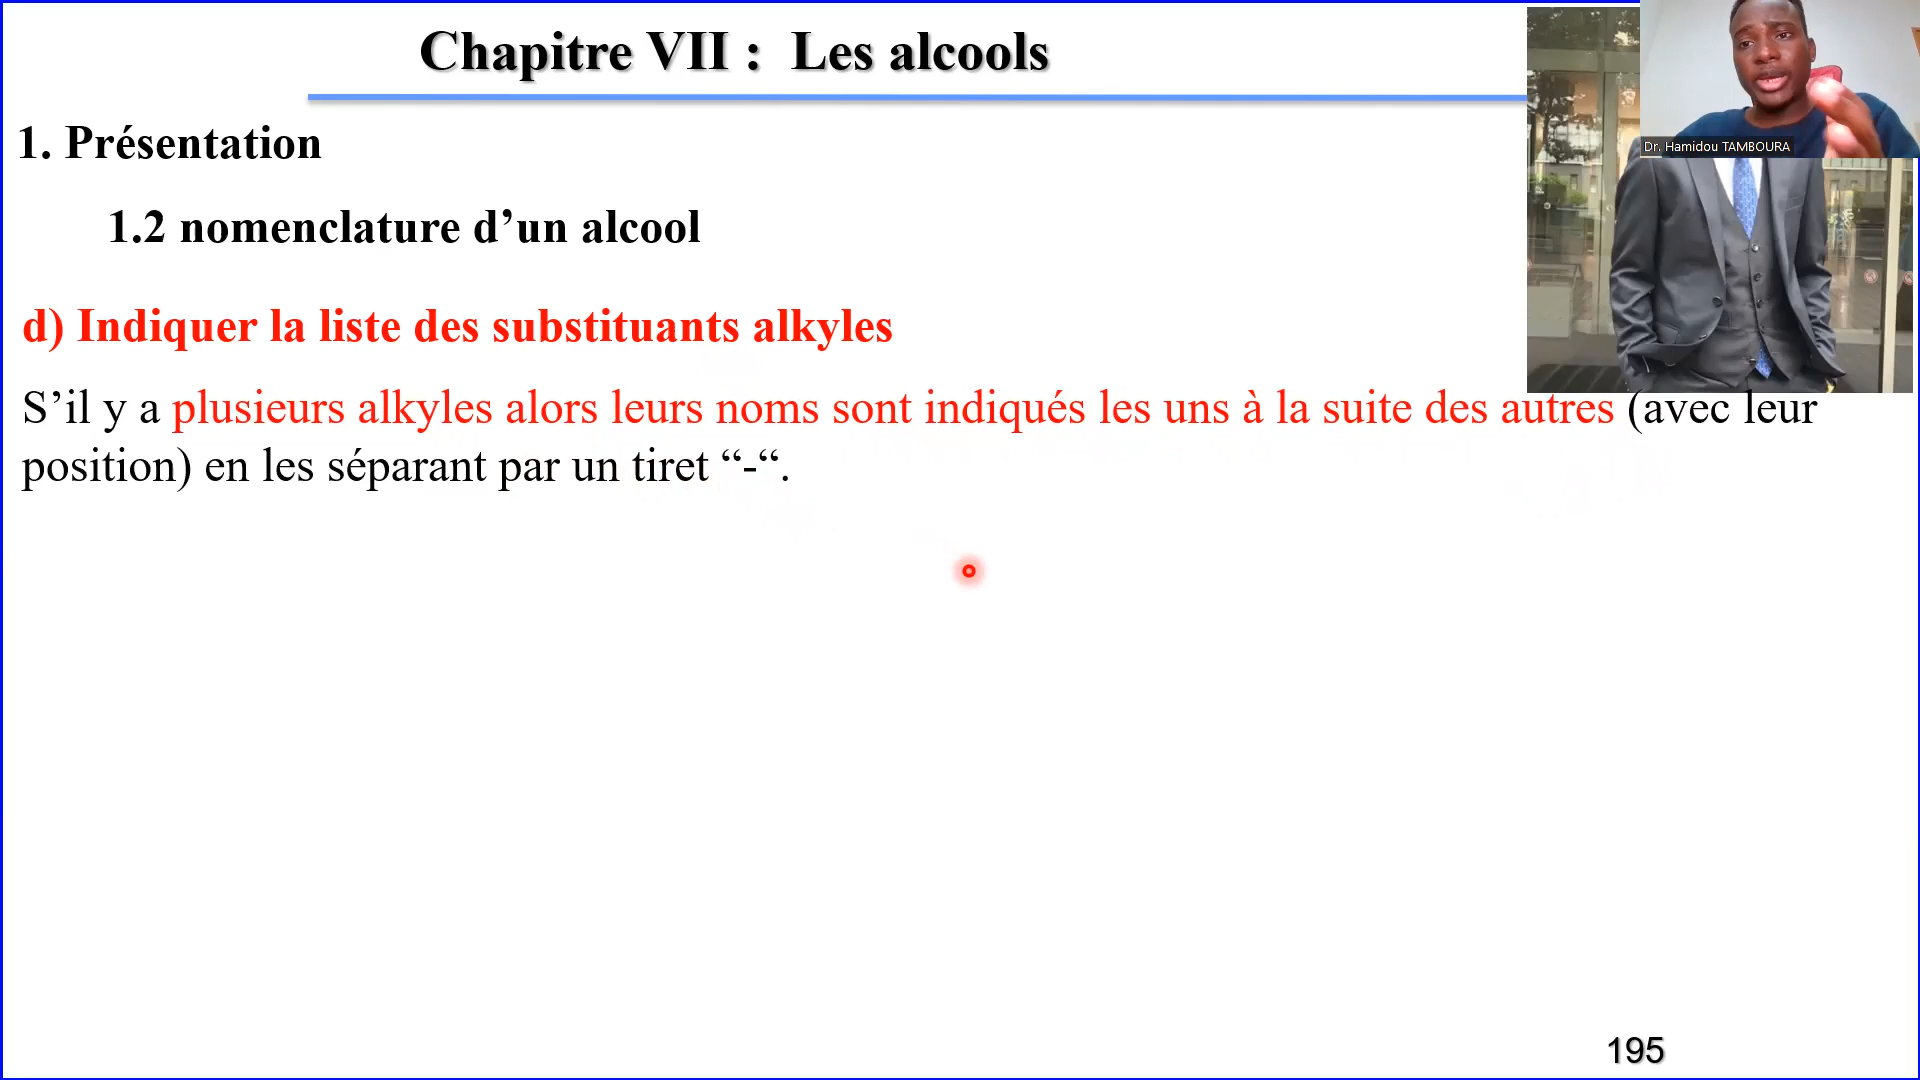 Chapitre VII : Les alcools
Dr. Hamidou TAMBOURA
1. Présentation
1.2 nomenclature d’un alcool
d) Indiquer la liste des substituants alkyles
S’il y a plusieurs alkyles alors leurs noms sont indiqués les uns à la suite des autres (avec leur
position) en les séparant par un tiret “-“.
195